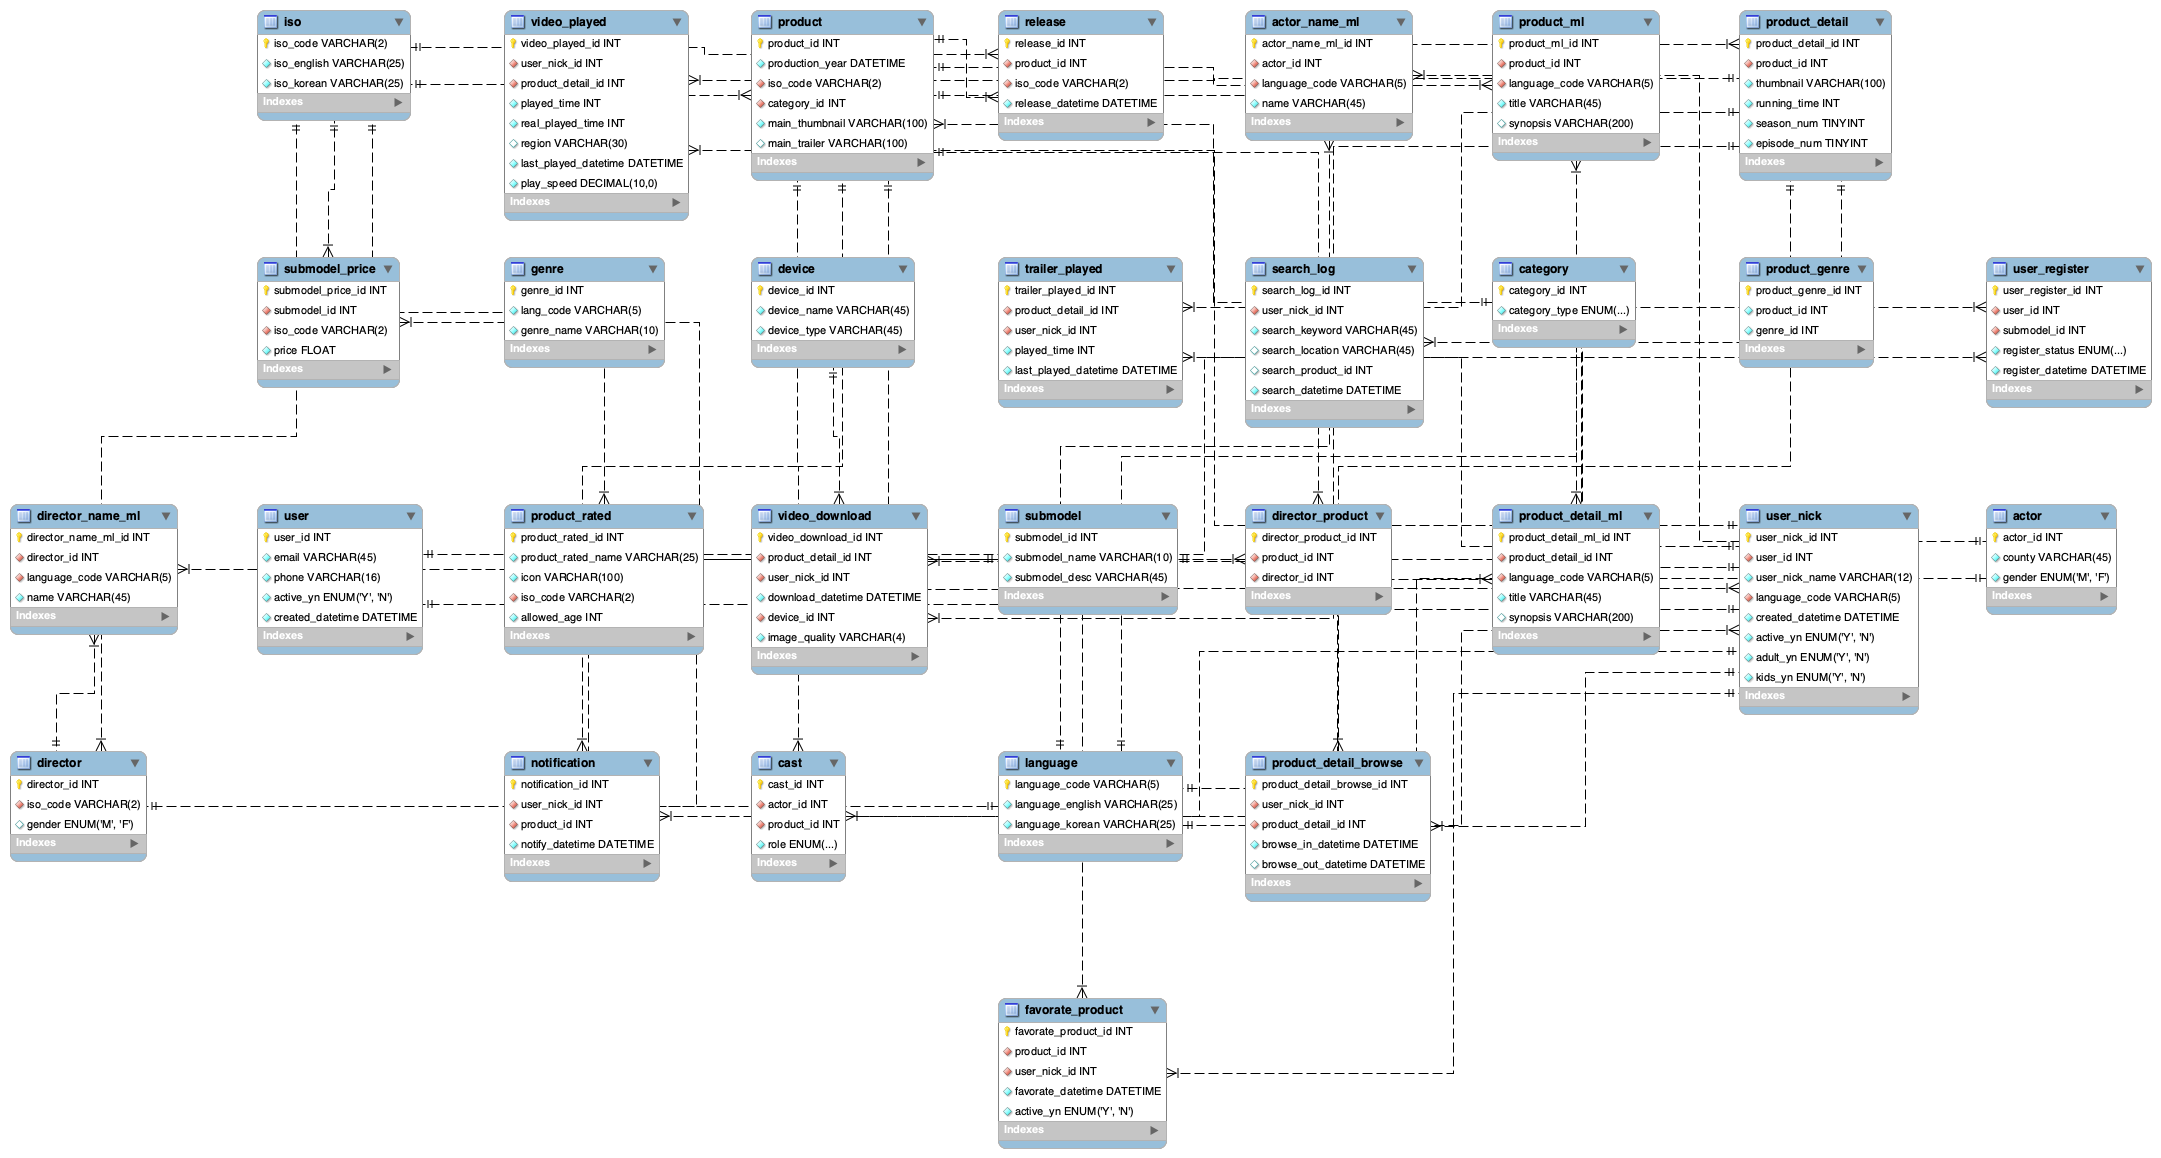 iso
iso_code VARCHAR(2)
iso_english VARCHAR(25)
iso_korean VARCHAR(25)
Indexes
video_played
video_played_id INT
user_nick_id INT
product_detail_id INT
played_time INT
real_played_time INT
region VARCHAR(30)
last_played_datetime DATETIME
play_speed DECIMAL(10,0)
Indexes
product
product_id INT
production_year DATETIME
iso_code VARCHAR(2)
category_id INT
main_thumbnail VARCHAR(100)
main_trailer VARCHAR(100)
Indexes
release
release_id INT
product_id INT
iso_code VARCHAR(2)
release_datetime DATETIME
Indexes
actor_name_ml
actor_name_ml_id INT
actor_id INT
language_code VARCHAR(5)
name VARCHAR(45)
Indexes
product_ml
product_ml_id INT
product_id INT
language_code VARCHAR(5)
title VARCHAR(45)
synopsis VARCHAR(200)
Indexes
product_detail
product_detail_id INT
product_id INT
thumbnail VARCHAR(100)
running_time INT
season_num TINYINT
episode_num TINYINT
Indexes
submodel_price
submodel_price_id INT
submodel_id INT
iso_code VARCHAR(2)
price FLOAT
Indexes
genre
genre_id INT
lang_code VARCHAR(5)
genre_name VARCHAR(10)
Indexes
device
device_id INT
device_name VARCHAR(45)
device_type VARCHAR(45)
Indexes
trailer_played
trailer_played_id INT
product_detail_id INT
user_nick_id INT
played_time INT
last_played_datetime DATETIME
Indexes
search_log
search_log_id INT
user_nick_id INT
search_keyword VARCHAR(45)
search_location VARCHAR(45)
search_product_id INT
search_datetime DATETIME
Indexes
category
category_id INT
category_type ENUM(...)
Indexes
product_genre
product_genre_id INT
product_id INT
genre_id INT
Indexes
user_register
user_register_id INT
user_id INT
submodel_id INT
register_status ENUM(...)
register_datetime DATETIME
Indexes
director_name_ml
director_name_ml_id INT
director_id INT
language_code VARCHAR(5)
name VARCHAR(45)
Indexes
user
user_id INT
email VARCHAR(45)
phone VARCHAR(16)
active_yn ENUM('Y', 'N')
created_datetime DATETIME
Indexes
product_rated
product_rated_id INT
product_rated_name VARCHAR(25)
icon VARCHAR(100)
iso_code VARCHAR(2)
allowed_age INT
Indexes
video_download
video_download_id INT
product_detail_id INT
user_nick_id INT
download_datetime DATETIME
device_id INT
image_quality VARCHAR(4)
Indexes
submodel
submodel_id INT
submodel_name VARCHAR(10)
submodel_desc VARCHAR(45)
Indexes
director_product
director_product_id INT
product_id INT
director_id INT
Indexes
product_detail_ml
product_detail_ml_id INT
product_detail_id INT
language_code VARCHAR(5)
title VARCHAR(45)
synopsis VARCHAR(200)
Indexes
user_nick
user_nick_id INT
user_id INT
user_nick_name VARCHAR(12)
language_code VARCHAR(5)
created_datetime DATETIME
active_yn ENUM('Y', 'N')
adult_yn ENUM('Y', 'N')
kids_yn ENUM('Y', 'N')
Indexes
actor
actor_id INT
county VARCHAR(45)
gender ENUM('M', 'F')
Indexes
director
director_id INT
iso_code VARCHAR(2)
gender ENUM('M', 'F')
Indexes
notification
notification_id INT
user_nick_id INT
product_id INT
notify_datetime DATETIME
Indexes
cast
cast_id INT
actor_id INT
product_id INT
role ENUM(...)
Indexes
language
language_code VARCHAR(5)
language_english VARCHAR(25)
language_korean VARCHAR(25)
Indexes
product_detail_browse
product_detail_browse_id INT
user_nick_id INT
product_detail_id INT
browse_in_datetime DATETIME
browse_out_datetime DATETIME
Indexes
favorate_product
favorate_product_id INT
product_id INT
user_nick_id INT
favorate_datetime DATETIME
active_yn ENUM('Y', 'N')
Indexes